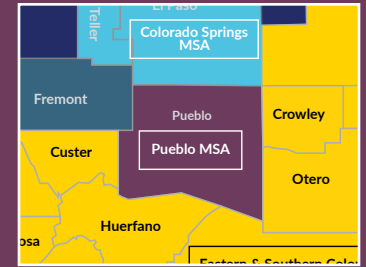 El Paso
Teller
Colorado Springs
MSA
Fremont
Pueblo
Crowley
Custer
Pueblo MSA
Otero
Huerfano
osa
Eastern & Southern Colo